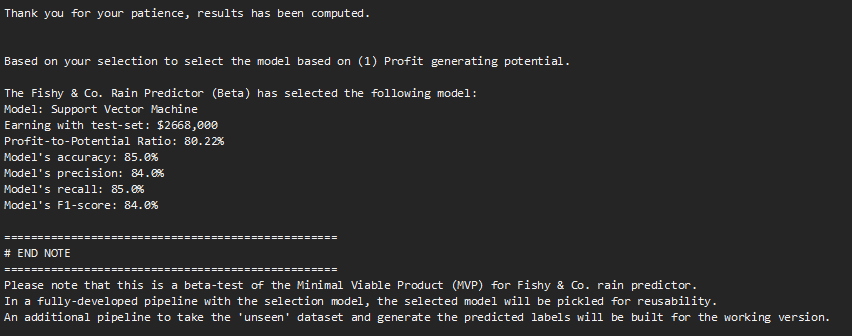 Thank you for your patience, results has been computed.
Based on your selection to select the model based on (1) Profit generating potential.
The Fishy & Co. Rain Predictor (Beta) has selected the following model:
Model: Support Vector Machine
Earning with test-set: $2668,000
Profit-to-Potential Ratio: 80.22%
Model's accuracy: 85.0%
Model's precision: 84.0%
Model's recall: 85.0%
Model's F1-score: 84.0%
==================================================
# END NOTE
==================================================
Please note that this is a beta-test of the Minimal Viable Product (MVP) for Fishy & Co. rain predictor.
In a fully-developed pipeline with the selection model, the selected model will be pickled for reusability.
An additional pipeline to take the 'unseen' dataset and generate the predicted labels will be built for the working version.